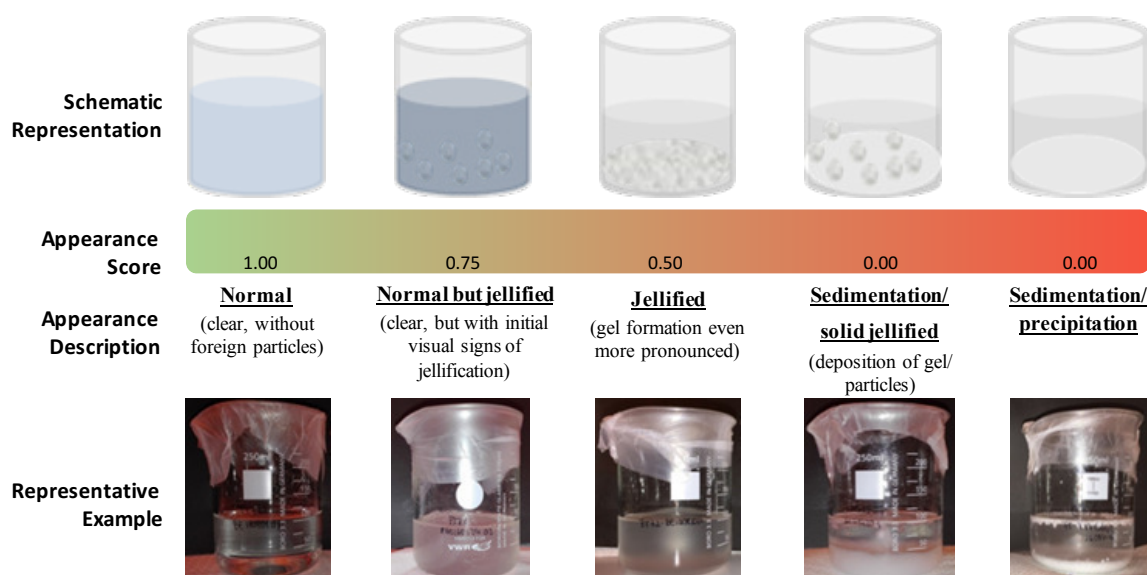 Schematic
Representation
Appearance
Score
1.00
0.75
0.50
0.00
0.00
Appearance
Description
Normal
(clear, without
foreign particles)
Normal but jellified
(clear, but with initial
visual signs of
jellification)
Jellified
(gel formation even
more pronounced)
Sedimentation/
solid jellified
(deposition of gel/
particles)
Sedimentation/
precipitation
Representative
Example
250ml
250ml